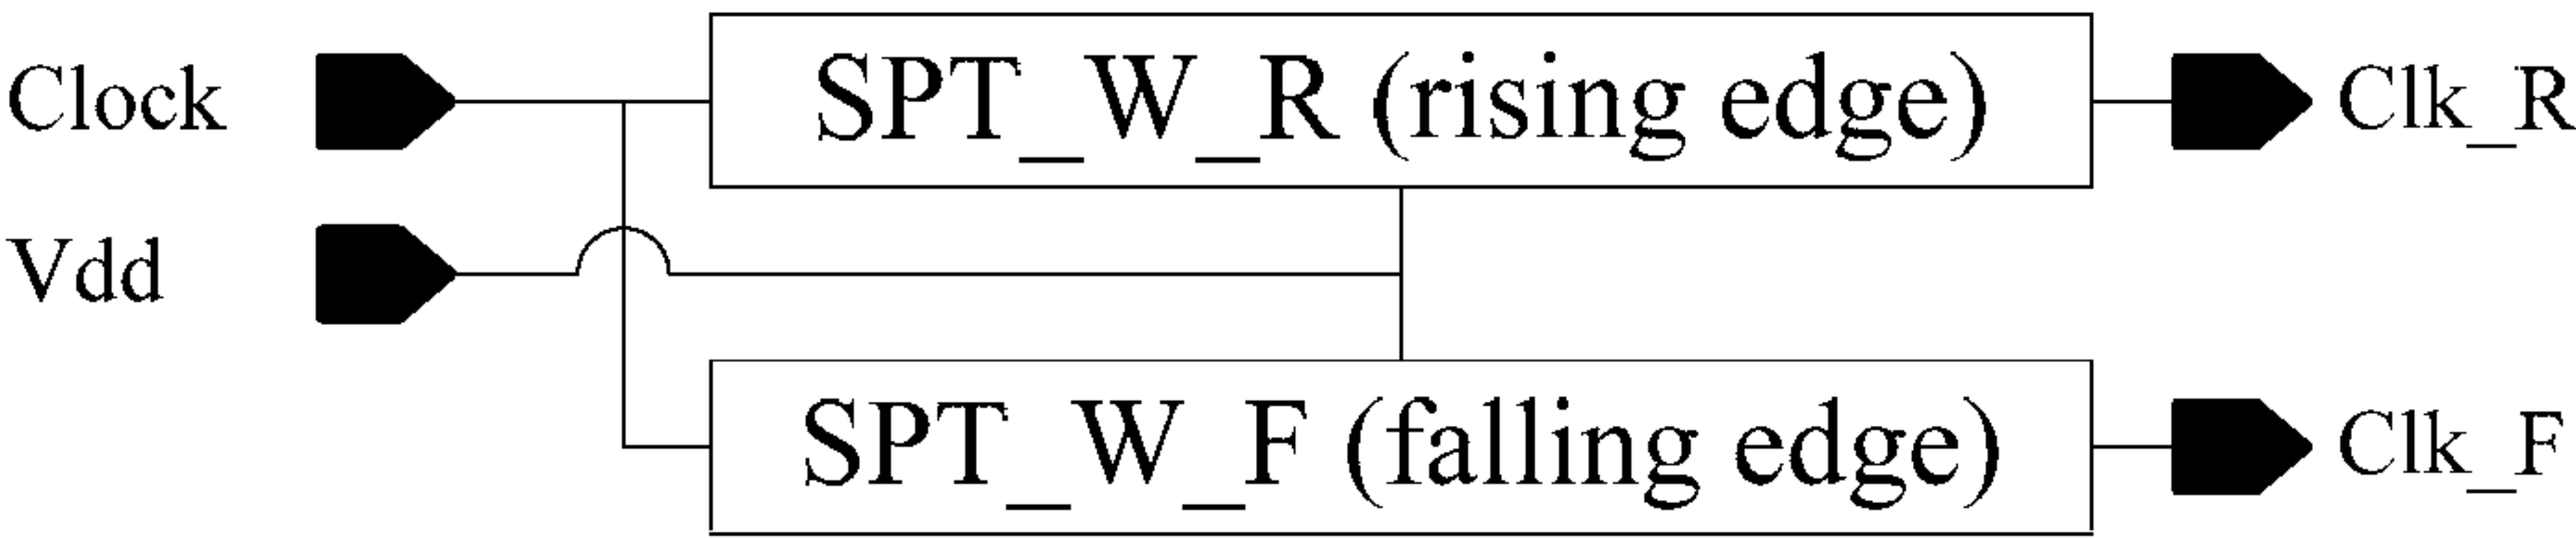 Clock
SPT_W_R (rising edge)
Clk_R
Vdd
SPT_W_F (falling edge)
Clk_F